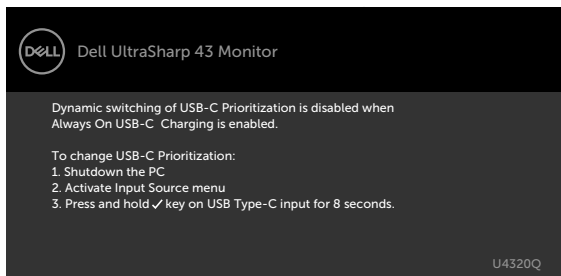 DELL
Dell UltraSharp 43 Monitor
Dynamic switching of USB-C Prioritization is disabled when
Always On USB-C Charging is enabled.
To change USB-C Prioritization:
1. Shutdown the PC
2. Activate Input Source menu
3. Press and hold ✓ key on USB Type-C input for 8 seconds.
U4320Q